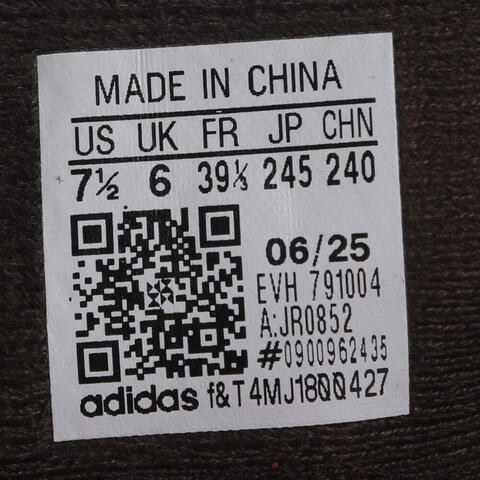 MADE IN CHINA
US UK FR JP CHN
7½ 6 39⅓ 245 240
06/25
EVH 791004
A:JR0852
#0900962435
adidas f&T4MJ1800427